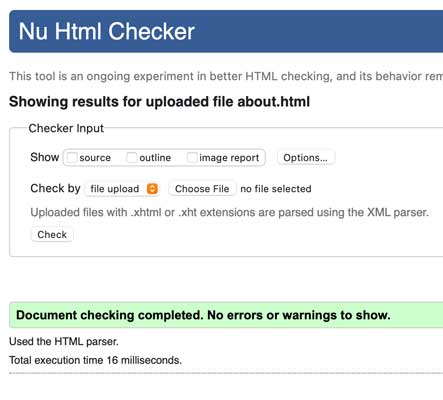 Nu Html Checker
This tool is an ongoing experiment in better HTML checking, and its behavior rem
Showing results for uploaded file about.html
Checker Input
Show source outline image report Options...
Check by file upload Choose File no file selected
Uploaded files with .xhtml or .xht extensions are parsed using the XML parser.
Check
Document checking completed. No errors or warnings to show.
Used the HTML parser.
Total execution time 16 milliseconds.